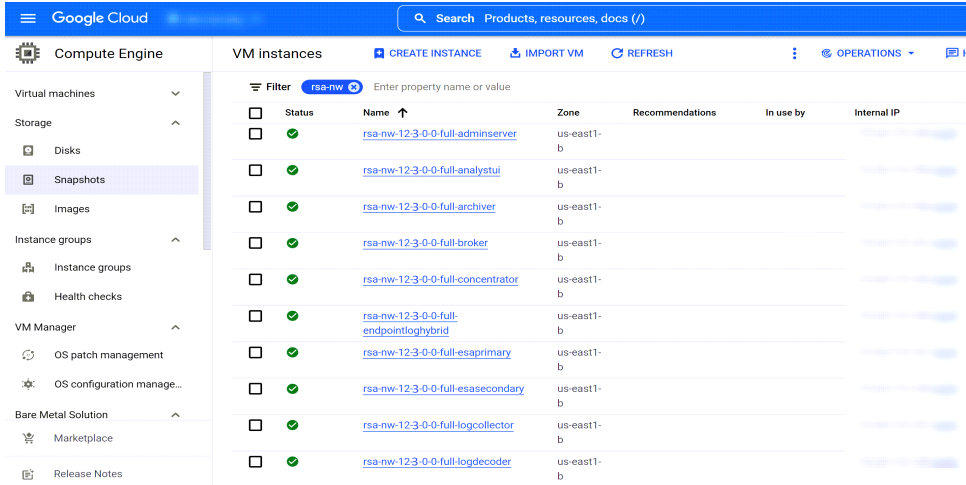 Google Cloud
Search Products, resources, docs (/)
Compute Engine
VM instances
CREATE INSTANCE
IMPORT VM
REFRESH
OPERATIONS
H
Virtual machines
Storage
Disks
Snapshots
Images
Instance groups
Instance groups
Health checks
VM Manager
OS patch management
OS configuration manage...
Bare Metal Solution
Marketplace
Release Notes
Filter rsa-nw Enter property name or value
Status Name Zone Recommendations In use by Internal IP
rsa-nw-12-3-0-0-full-adminserver us-east1-
b
rsa-nw-12-3-0-0-full-analystui us-east1-
b
rsa-nw-12-3-0-0-full-archiver us-east1-
b
rsa-nw-12-3-0-0-full-broker us-east1-
b
rsa-nw-12-3-0-0-full-concentrator us-east1-
b
rsa-nw-12-3-0-0-full- us-east1-
endpointloghybrid b
rsa-nw-12-3-0-0-full-esaprimary us-east1-
b
rsa-nw-12-3-0-0-full-esasecondary us-east1-
b
rsa-nw-12-3-0-0-full-logcollector us-east1-
b
rsa-nw-12-3-0-0-full-logdecoder us-east1-
b